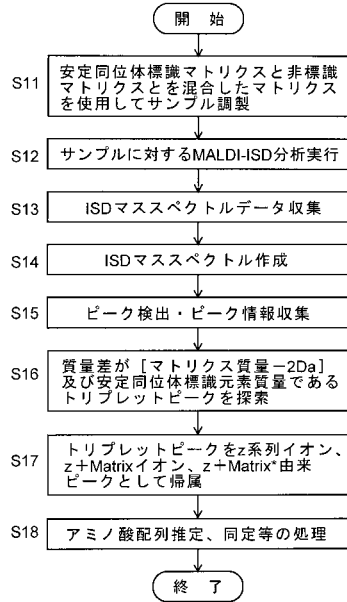 開始
S11
安定同位体標識マトリクスと非標識
マトリクスとを混合したマトリクス
を使用してサンプル調製
S12
サンプルに対するMALDI-ISD分析実行
S13
ISDマススペクトルデータ収集
S14
ISDマススペクトル作成
S15
ピーク検出・ピーク情報収集
S16
質量差が[マトリクス質量－2Da]
及び安定同位体標識元素質量である
トリプレットピークを探索
S17
トリプレットピークをz系列イオン、
z＋Matrixイオン、z＋Matrix*由来
ピークとして帰属
S18
アミノ酸配列推定、同定等の処理
終了